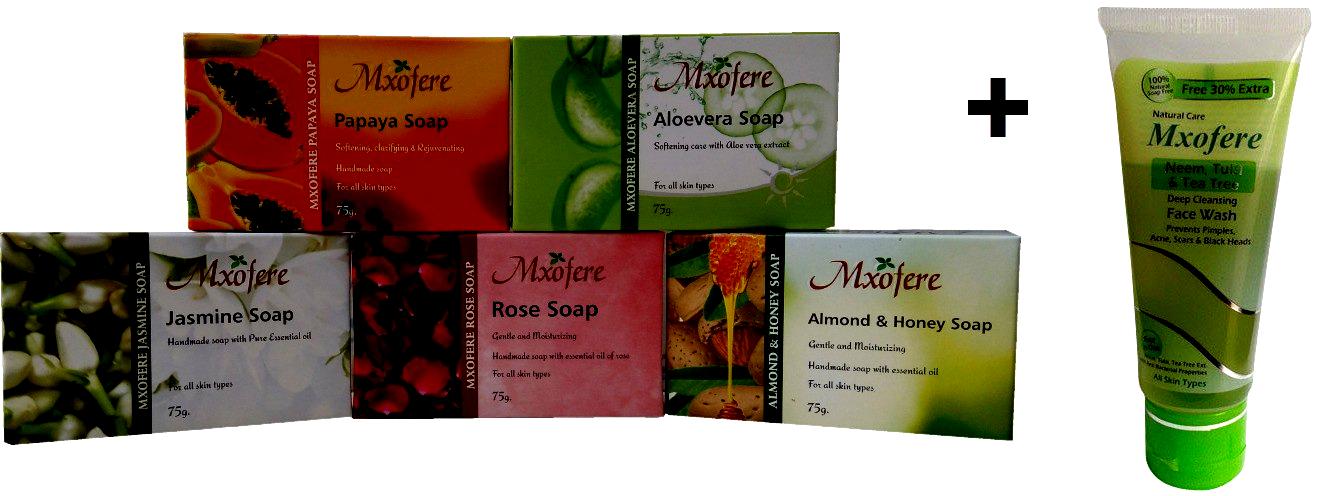 MXOFERE PAPAYA SOAP
Mxofere
Papaya Soap
Softening, clarifying & Rejuvenating
Handmade soap
For all skin types
75g.
MXOFERE ALOEVERA SOAP
Mxofere
Aloevera Soap
Softening care with Aloe vera extract
For all skin types
75g.
MXOFERE JASMINE SOAP
Mxofere
Jasmine Soap
Handmade soap with Pure Essential oil
For all skin types
75g.
MXOFERE ROSE SOAP
Mxofere
Rose Soap
Gentle and Moisturizing
Handmade soap with essential oil of rose
For all skin types
75g.
ALMOND & HONEY SOAP
Mxofere
Almond & Honey Soap
Gentle and Moisturizing
Handmade soap with essential oil
For all skin types
75g.
+
100%
Natural
Soap Free
Free 30% Extra
Natural Care
Mxofere
Neem, Tulsi
& Tea Tree
Deep Cleansing
Face Wash
Prevents Pimples,
Acne, Scars & Black Heads
Tea Tree Ext.
Bacterial Properties
All Skin Types